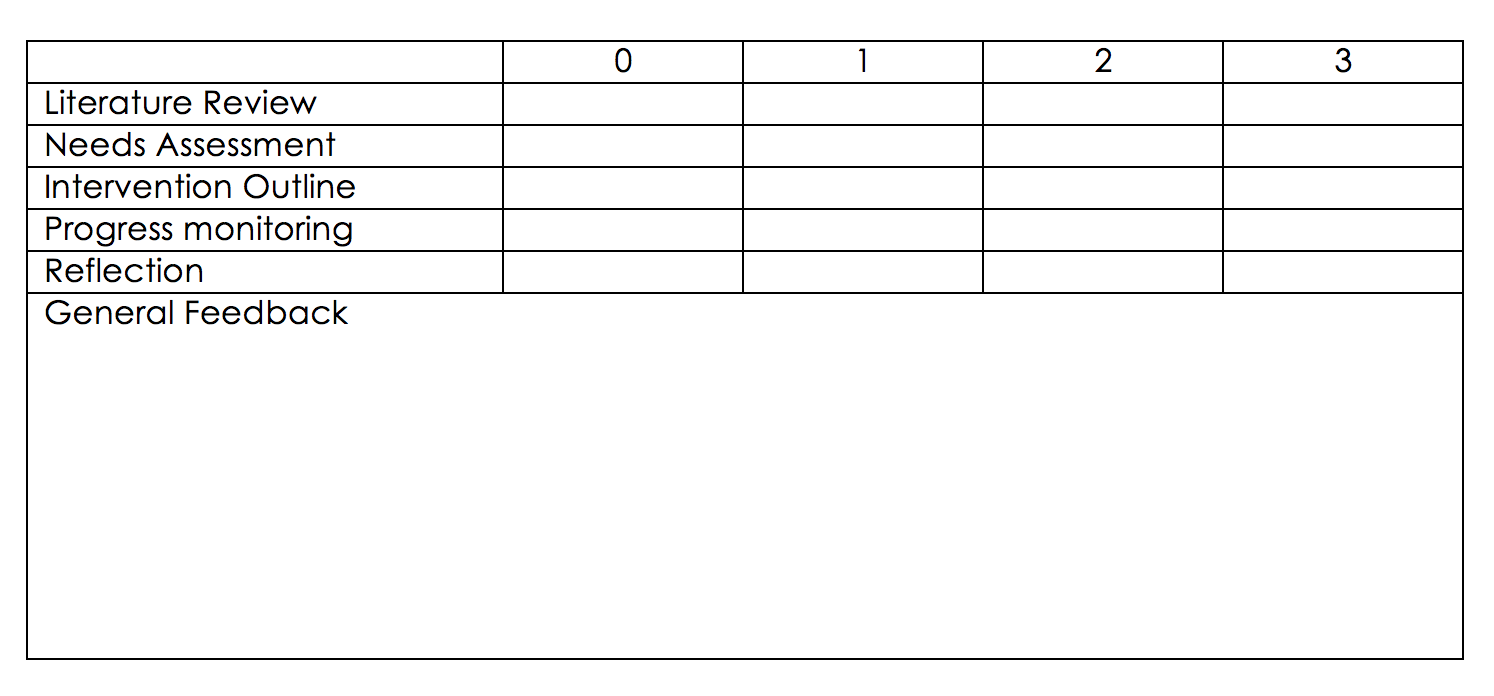 0 1 2 3
Literature Review
Needs Assessment
Intervention Outline
Progress monitoring
Reflection
General Feedback